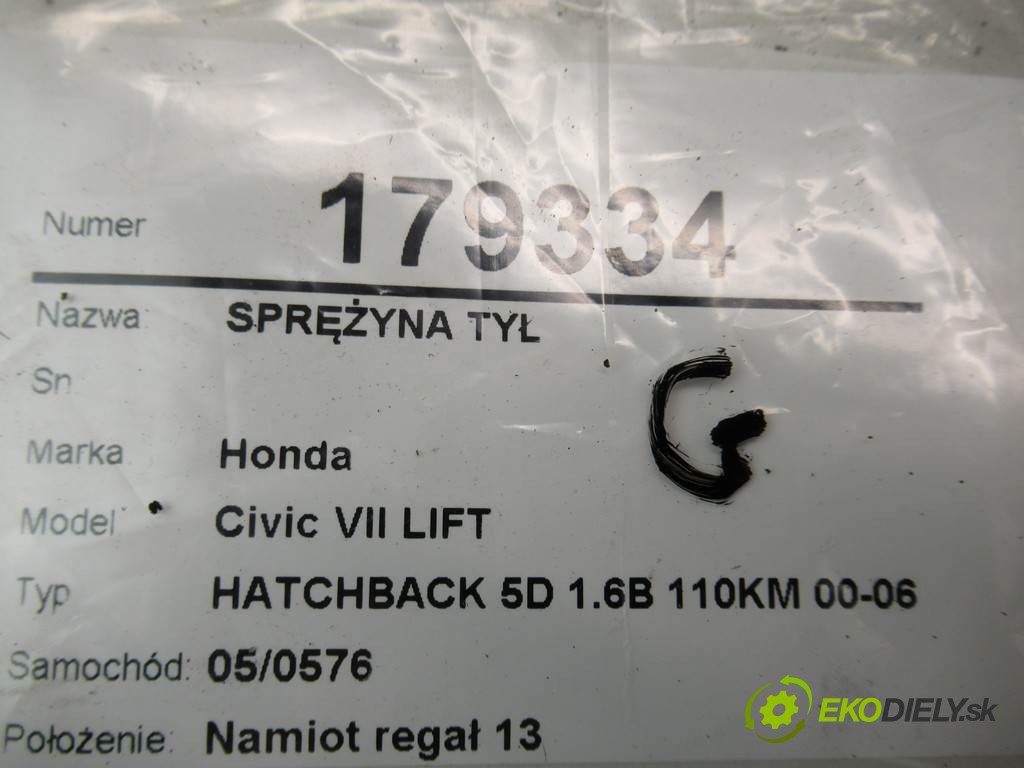 Numer 179334
Nazwa: SPRĘŻYNA TYŁ
Sn
G
Marka Honda
Model Civic VII LIFT
Typ HATCHBACK 5D 1.6B 110KM 00-06
Samochód: 05/0576
Położenie: Namiot regał 13
EKODIELY.sk